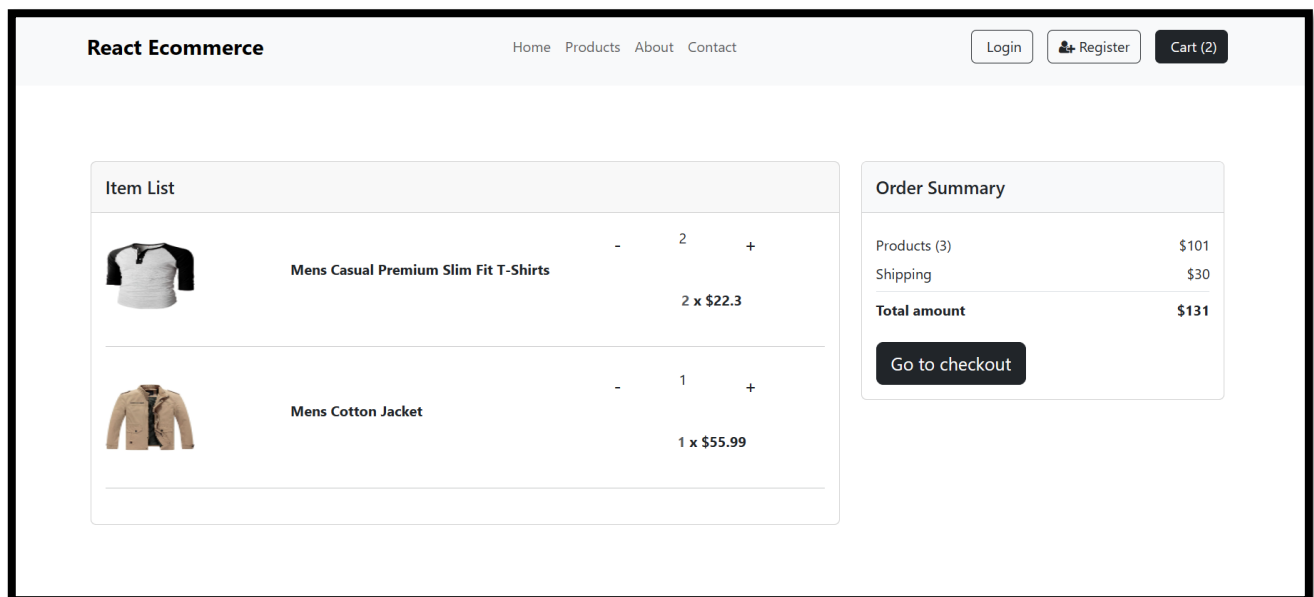 React Ecommerce
Home Products About Contact
Login Register Cart (2)
Item List
- 2 +
Mens Casual Premium Slim Fit T-Shirts
2 x $22.3
- 1 +
Mens Cotton Jacket
1 x $55.99
Order Summary
Products (3) $101
Shipping $30
Total amount $131
Go to checkout